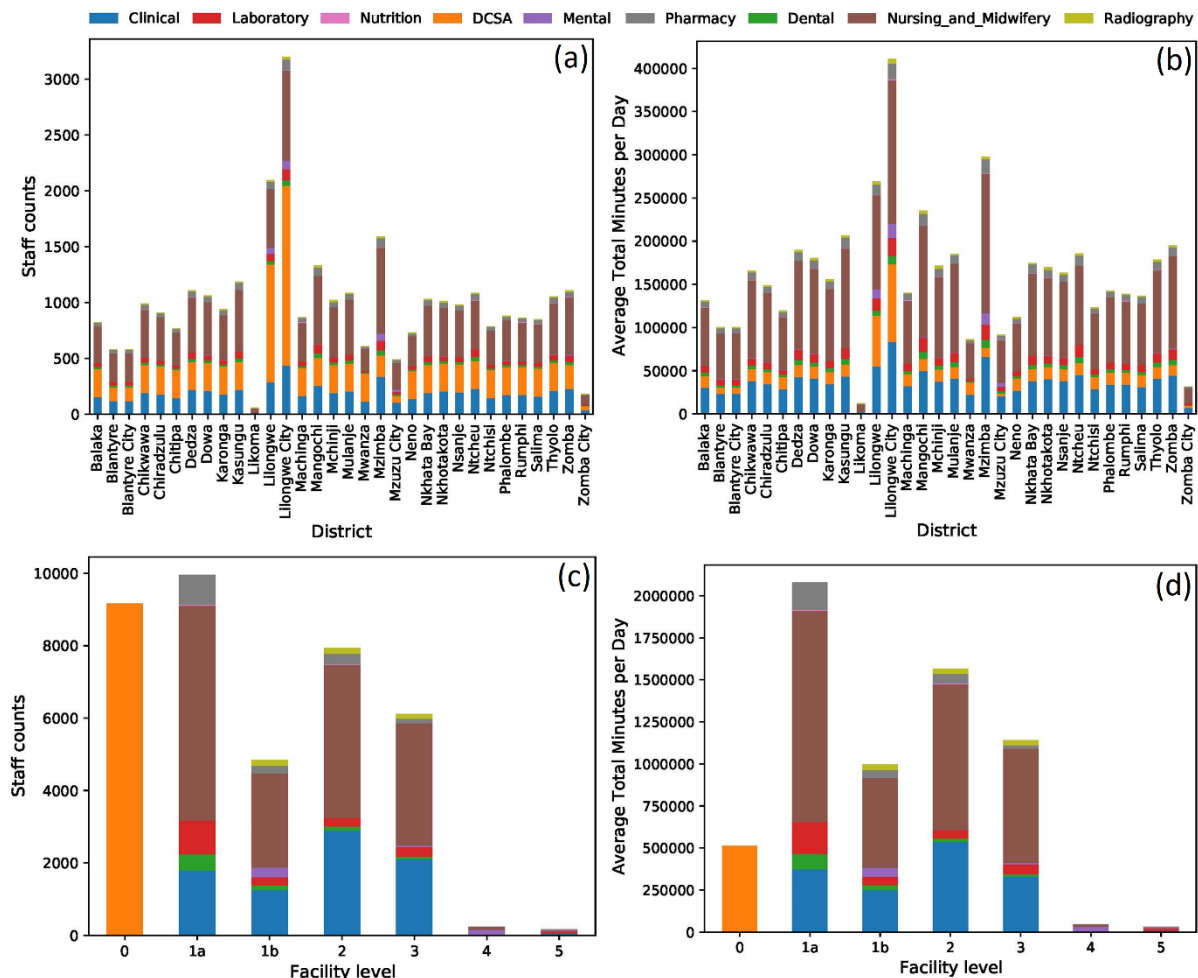 Clinical Laboratory Nutrition DCSA Mental Pharmacy Dental Nursing_and_Midwifery Radiography
(a)
Staff counts
3000
2500
2000
1500
1000
500
0
Balaka
Blantyre
Blantyre City
Chikwawa
Chiradzulu
Chitipa
Dedza
Dowa
Karonga
Kasungu
Likoma
Lilongwe
Lilongwe City
Machinga
Mangochi
Mchinji
Mulanje
Mwanza
Mzimba
Mzuzu City
Neno
Nkhata Bay
Nkhotakota
Nsanje
Ntcheu
Ntchisi
Phalombe
Rumphi
Salima
Thyolo
Zomba
Zomba City
District
(b)
Average Total Minutes per Day
400000
350000
300000
250000
200000
150000
100000
50000
0
Balaka
Blantyre
Blantyre City
Chikwawa
Chiradzulu
Chitipa
Dedza
Dowa
Karonga
Kasungu
Likoma
Lilongwe
Lilongwe City
Machinga
Mangochi
Mchinji
Mulanje
Mwanza
Mzimba
Mzuzu City
Neno
Nkhata Bay
Nkhotakota
Nsanje
Ntcheu
Ntchisi
Phalombe
Rumphi
Salima
Thyolo
Zomba
Zomba City
District
(c)
Staff counts
10000
8000
6000
4000
2000
0
0 1a 1b 2 3 4 5
Facility level
(d)
Average Total Minutes per Day
2000000
1750000
1500000
1250000
1000000
750000
500000
250000
0
0 1a 1b 2 3 4 5
Facility level